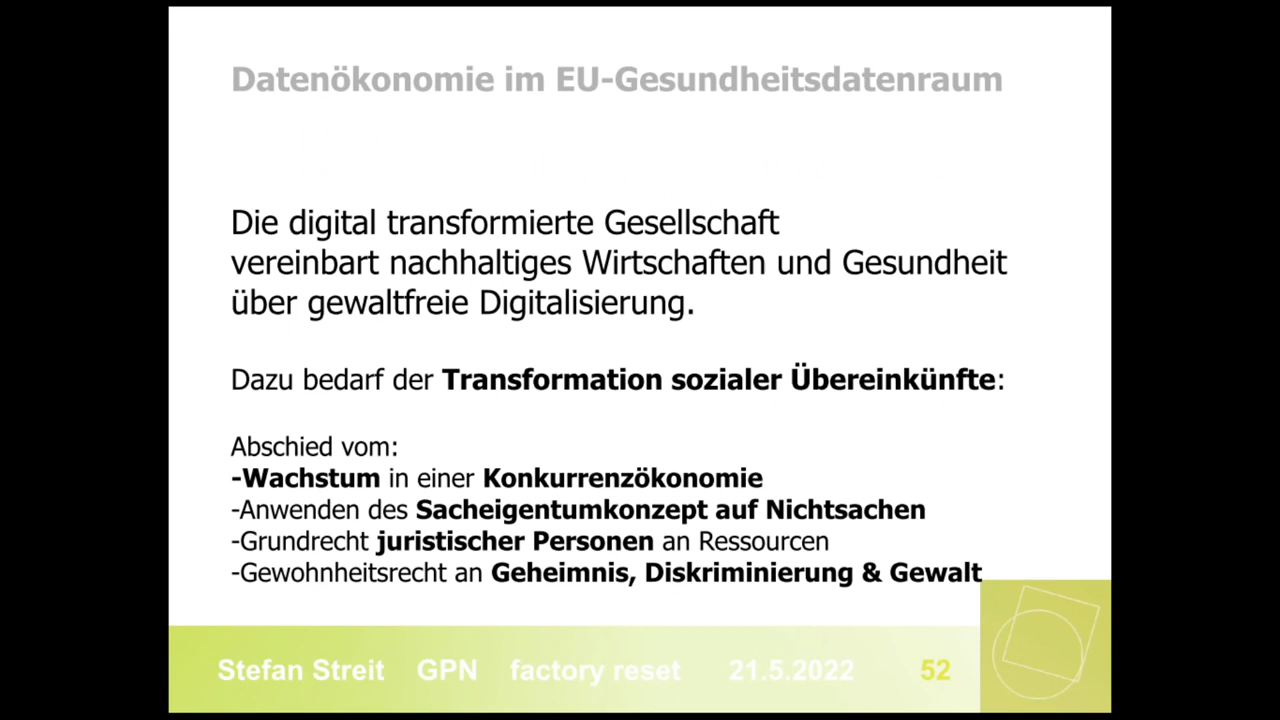 Datenökonomie im EU-Gesundheitsdatenraum
Die digital transformierte Gesellschaft
vereinbart nachhaltiges Wirtschaften und Gesundheit
über gewaltfreie Digitalisierung.
Dazu bedarf der Transformation sozialer Übereinkünfte:
Abschied vom:
-Wachstum in einer Konkurrenzökonomie
-Anwenden des Sacheigentumkonzept auf Nichtsachen
-Grundrecht juristischer Personen an Ressourcen
-Gewohnheitsrecht an Geheimnis, Diskriminierung & Gewalt
Stefan Streit GPN factory reset 21.5.2022 52